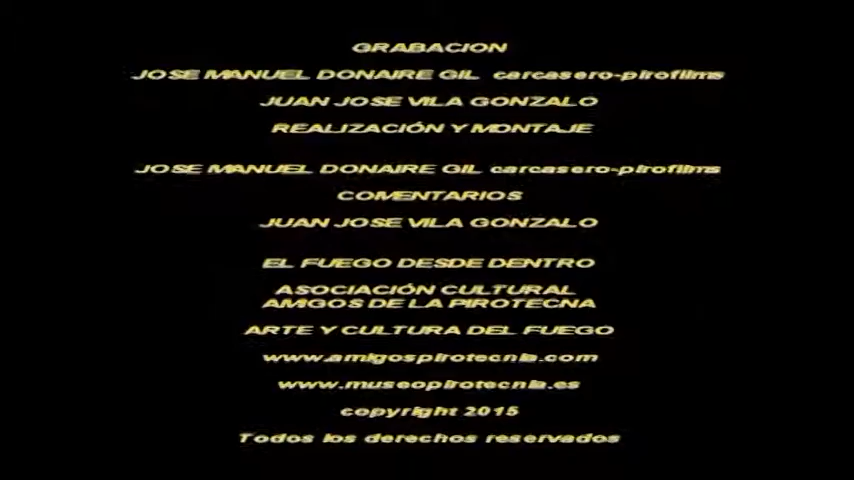 GRABACION
JOSE MANUEL DONAIRE GIL carcasero-pirofilms
JUAN JOSE VILA GONZALO
REALIZACIÓN Y MONTAJE
JOSE MANUEL DONAIRE GIL carcasero-pirofilms
COMENTARIOS
JUAN JOSE VILA GONZALO
EL FUEGO DESDE DENTRO
ASOCIACIÓN CULTURAL
AMIGOS DE LA PIROTECNA
ARTE Y CULTURA DEL FUEGO
www.amigospirotecnia.com
www.museopirotecnia.es
copyright 2015
Todos los derechos reservados